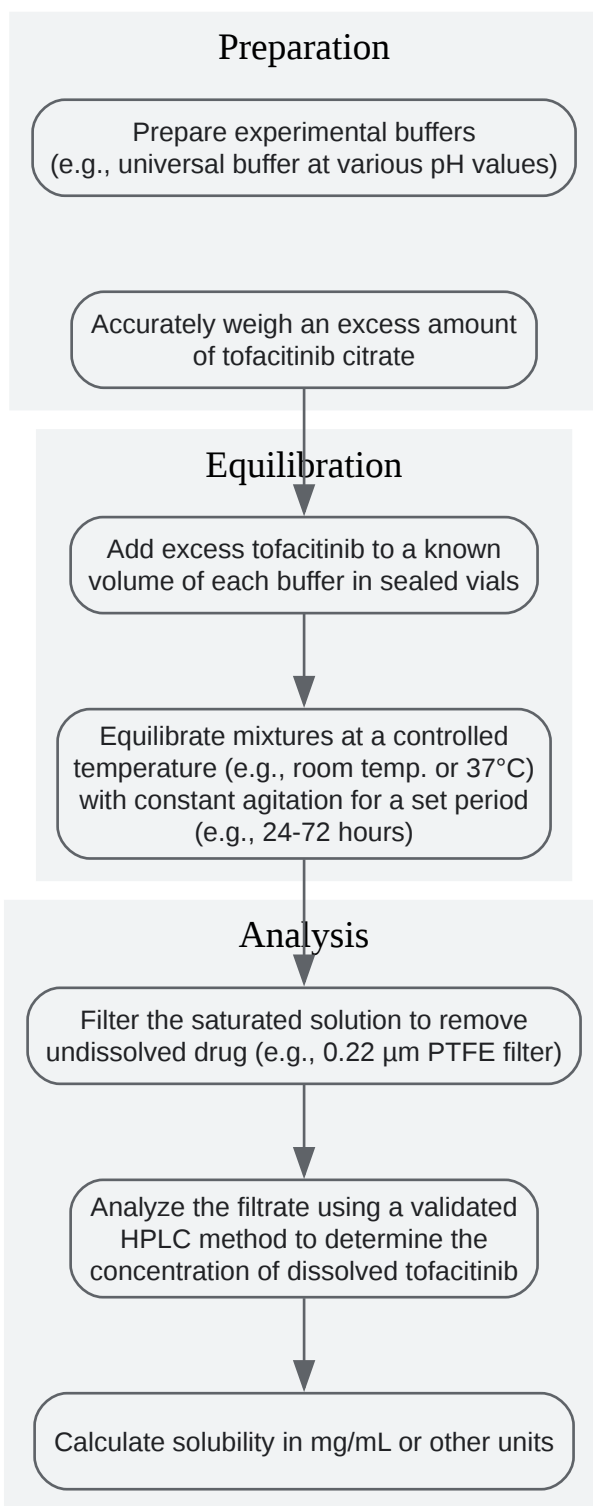 Preparation
Prepare experimental buffers
(e.g., universal buffer at various pH values)
Accurately weigh an excess amount
of tofacitinib citrate
Equilibration
Add excess tofacitinib to a known
volume of each buffer in sealed vials
Equilibrate mixtures at a controlled
temperature (e.g., room temp. or 37°C)
with constant agitation for a set period
(e.g., 24-72 hours)
Analysis
Filter the saturated solution to remove
undissolved drug (e.g., 0.22 µm PTFE filter)
Analyze the filtrate using a validated
HPLC method to determine the
concentration of dissolved tofacitinib
Calculate solubility in mg/mL or other units